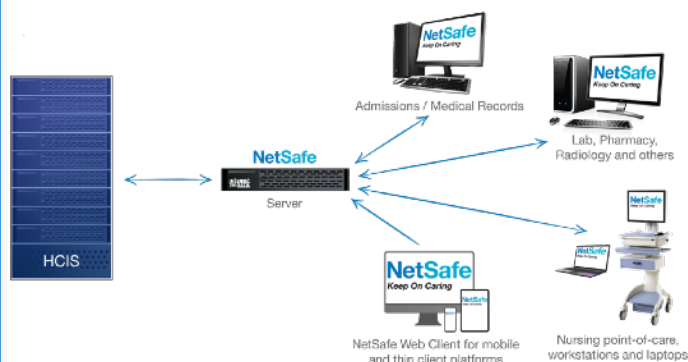 NetSafe
Keep On Caring
Admissions / Medical Records
NetSafe
Keep On Caring
Lab, Pharmacy,
Radiology and others
NetSafe
Server
HCIS
NetSafe
Keep On Caring
NetSafe
NetSafe
NetSafe Web Client for mobile
and thin client platforms
NetSafe
NetSafe
Nursing point-of-care,
workstations and laptops